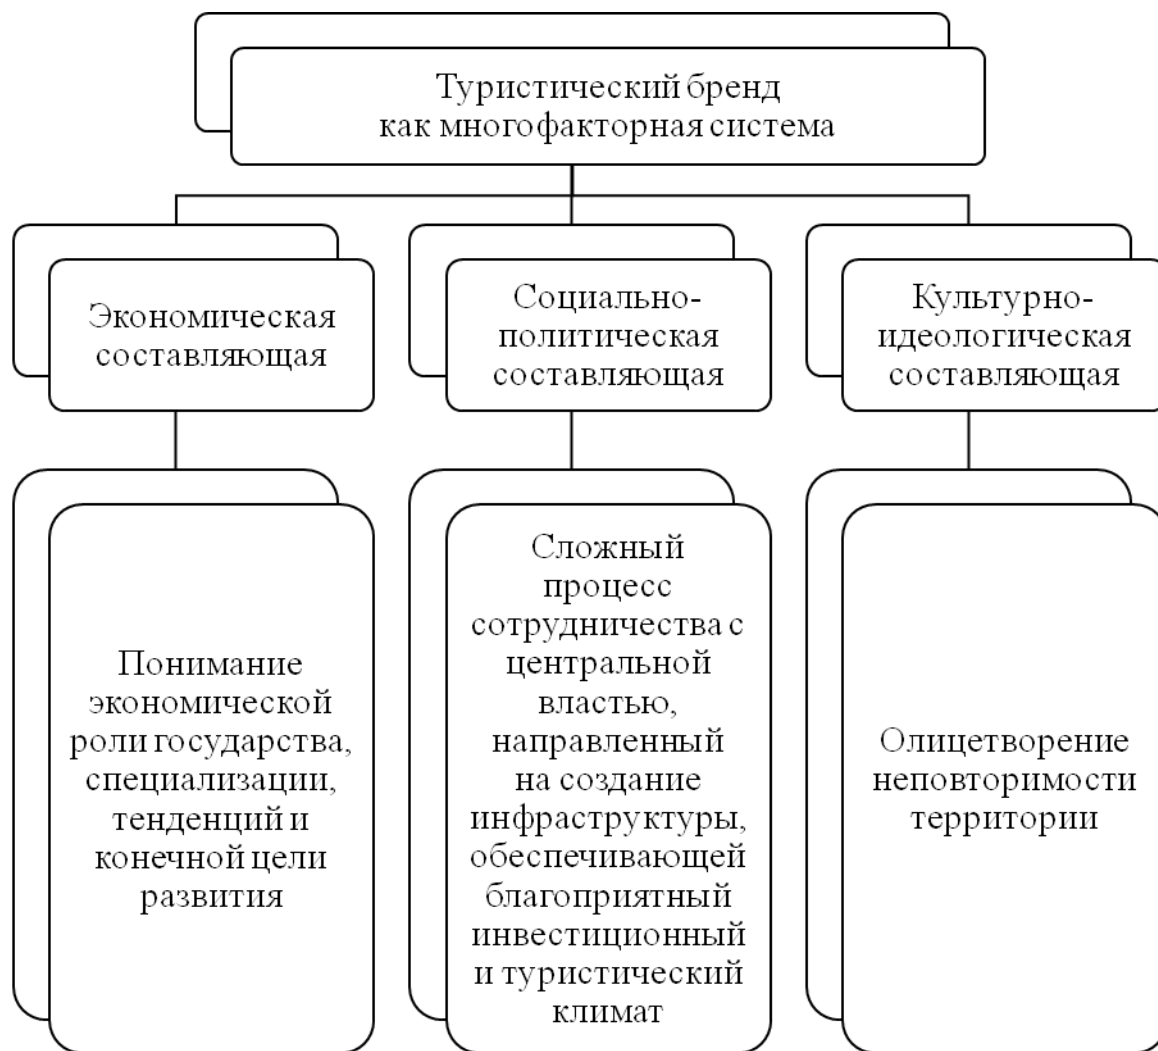 Туристический бренд
как многофакторная система
Экономическая
составляющая
Социально-
политическая
составляющая
Культурно-
идеологическая
составляющая
Понимание
экономической
роли государства,
специализации,
тенденций и
конечной цели
развития
Сложный
процесс
сотрудничества с
центральной
властью,
направленный
на создание
инфраструктуры,
обеспечивающей
благоприятный
инвестиционный
и туристический
климат
Олицетворение
неповторимости
территории